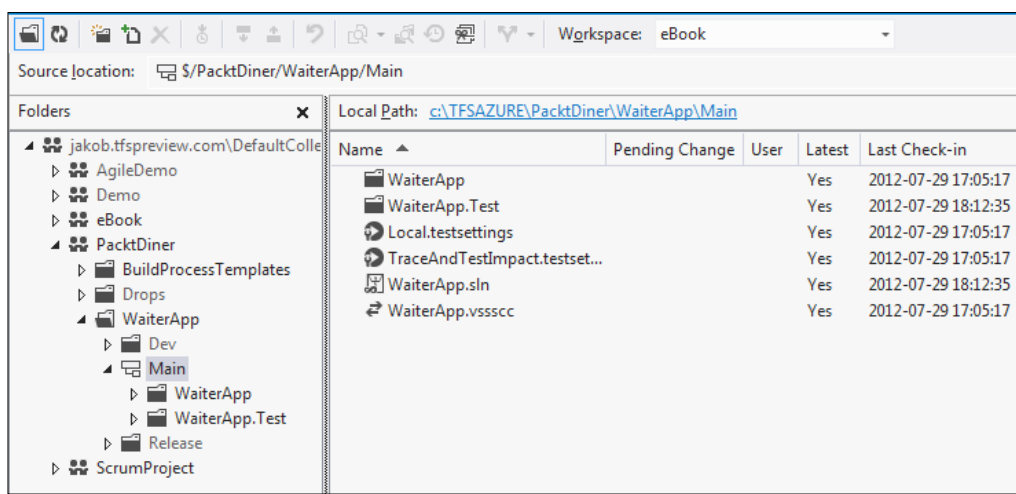 Workspace: eBook
Source location: $/PacktDiner/WaiterApp/Main
Folders
Local Path: c:\TFSAZURE\PacktDiner\WaiterApp\Main
jakob.tfspreview.com\DefaultColle
AgileDemo
Demo
eBook
PacktDiner
BuildProcessTemplates
Drops
WaiterApp
Dev
Main
WaiterApp
WaiterApp.Test
Release
ScrumProject
Name Pending Change User Latest Last Check-in
WaiterApp Yes 2012-07-29 17:05:17
WaiterApp.Test Yes 2012-07-29 18:12:35
Local.testsettings Yes 2012-07-29 17:05:17
TraceAndTestImpact.testset... Yes 2012-07-29 17:05:17
WaiterApp.sln Yes 2012-07-29 18:12:35
WaiterApp.vssscc Yes 2012-07-29 17:05:17